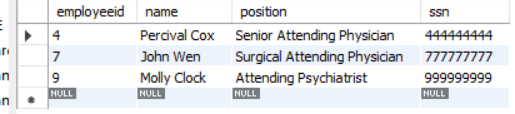 employeeid name position ssn
4 Percival Cox Senior Attending Physician 444444444
7 John Wen Surgical Attending Physician 777777777
9 Molly Clock Attending Psychiatrist 999999999
NULL NULL NULL NULL